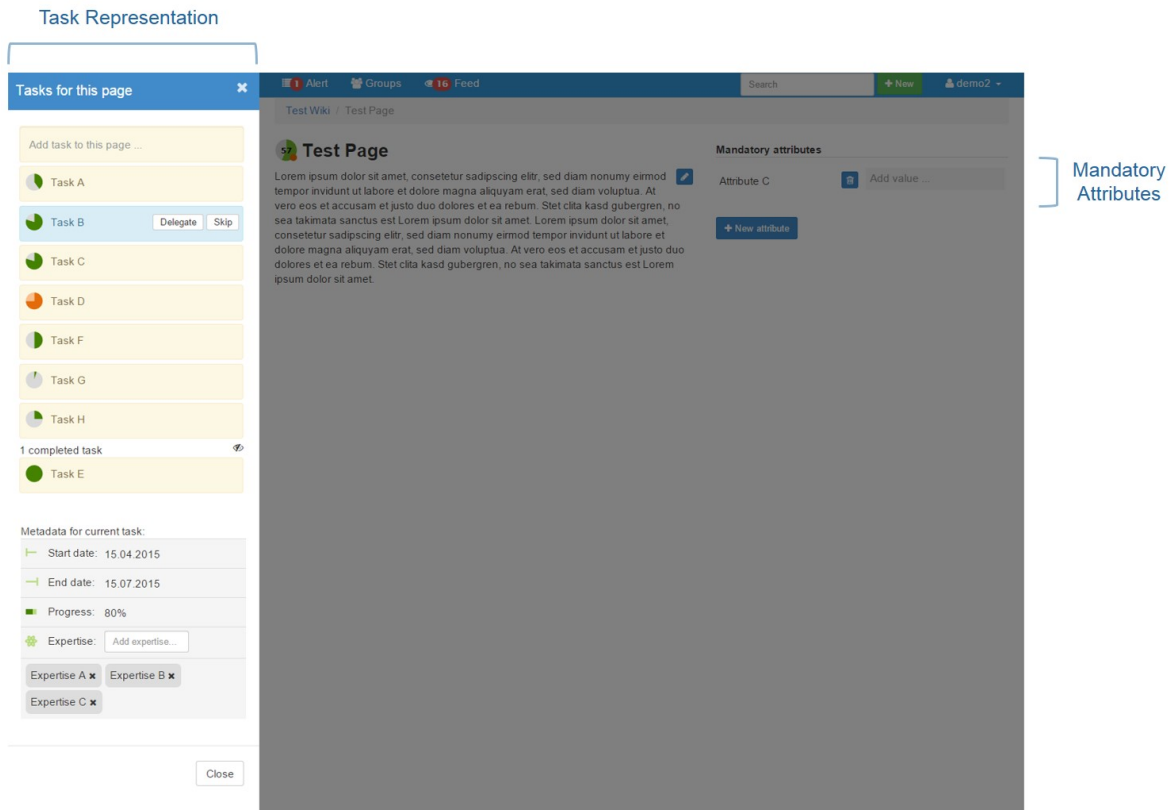 Task Representation
Tasks for this page ✖
1 Alert Groups 16 Feed Search + New demo2
Test Wiki / Test Page
Add task to this page ...
Task A
Task B Delegate Skip
Task C
Task D
Task F
Task G
Task H
1 completed task
Task E
Metadata for current task:
Start date: 15.04.2015
End date: 15.07.2015
Progress: 80%
Expertise: Add expertise...
Expertise A ✖ Expertise B ✖
Expertise C ✖
Close
57 Test Page
Lorem ipsum dolor sit amet, consetetur sadipscing elitr, sed diam nonumy eirmod
tempor invidunt ut labore et dolore magna aliquyam erat, sed diam voluptua. At
vero eos et accusam et justo duo dolores et ea rebum. Stet clita kasd gubergren, no
sea takimata sanctus est Lorem ipsum dolor sit amet. Lorem ipsum dolor sit amet,
consetetur sadipscing elitr, sed diam nonumy eirmod tempor invidunt ut labore et
dolore magna aliquyam erat, sed diam voluptua. At vero eos et accusam et justo duo
dolores et ea rebum. Stet clita kasd gubergren, no sea takimata sanctus est Lorem
ipsum dolor sit amet.
Mandatory attributes
Attribute C Add value ...
+ New attribute
Mandatory
Attributes